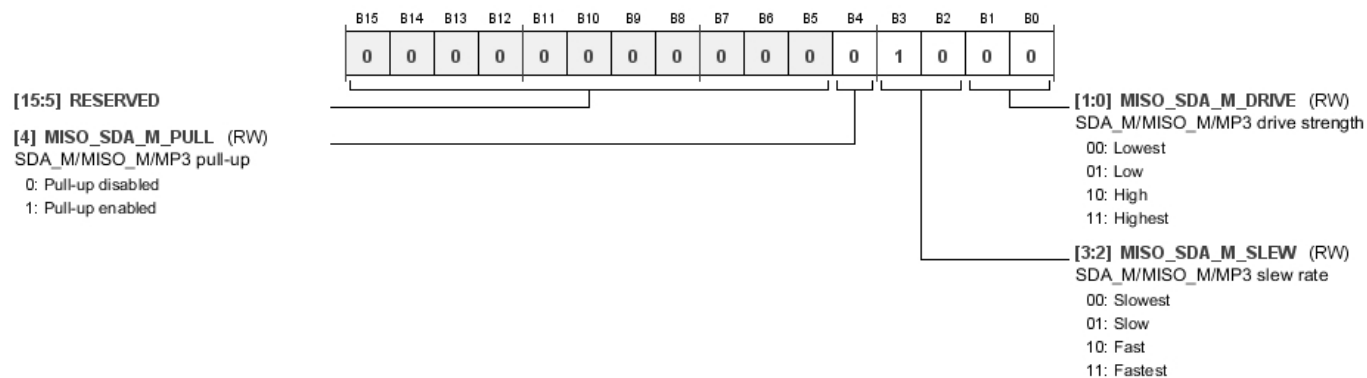 B15 B14 B13 B12 B11 B10 B9 B8 B7 B6 B5 B4 B3 B2 B1 B0
0 0 0 0 0 0 0 0 0 0 0 0 1 0 0 0
[15:5] RESERVED
[4] MISO_SDA_M_PULL (RW)
SDA_M/MISO_M/MP3 pull-up
0: Pull-up disabled
1: Pull-up enabled
[1:0] MISO_SDA_M_DRIVE (RW)
SDA_M/MISO_M/MP3 drive strength
00: Lowest
01: Low
10: High
11: Highest
[3:2] MISO_SDA_M_SLEW (RW)
SDA_M/MISO_M/MP3 slew rate
00: Slowest
01: Slow
10: Fast
11: Fastest